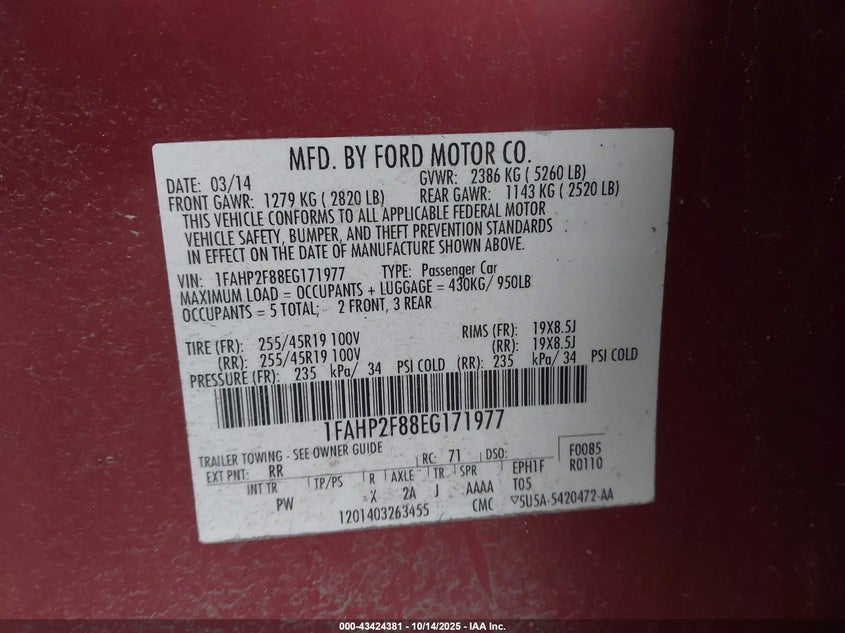 MFD. BY FORD MOTOR CO.
DATE: 03/14 GVWR: 2386 KG ( 5260 LB)
FRONT GAWR: 1279 KG ( 2820 LB) REAR GAWR: 1143 KG ( 2520 LB)
THIS VEHICLE CONFORMS TO ALL APPLICABLE FEDERAL MOTOR
VEHICLE SAFETY, BUMPER, AND THEFT PREVENTION STANDARDS
IN EFFECT ON THE DATE OF MANUFACTURE SHOWN ABOVE.
VIN: 1FAHP2F88EG171977 TYPE: Passenger Car
MAXIMUM LOAD = OCCUPANTS + LUGGAGE = 430KG/ 950LB
OCCUPANTS = 5 TOTAL; 2 FRONT, 3 REAR
TIRE (FR): 255/45R19 100V RIMS (FR): 19X8.5J
(RR): 255/45R19 100V (RR): 19X8.5J
PRESSURE (FR): 235 kPa/ 34 PSI COLD (RR): 235 kPa/ 34 PSI COLD
1FAHP2F88EG171977
TRAILER TOWING - SEE OWNER GUIDE
EXT PNT: RR RC: 71 DSO: F0085
R0110
INT TR TP/PS R AXLE TR SPR EPH1F
PW X 2A J AAAA T05
1201403263455 CMC ▽5U5A-5420472-AA
000-43424381 - 10/14/2025 - IAA Inc.